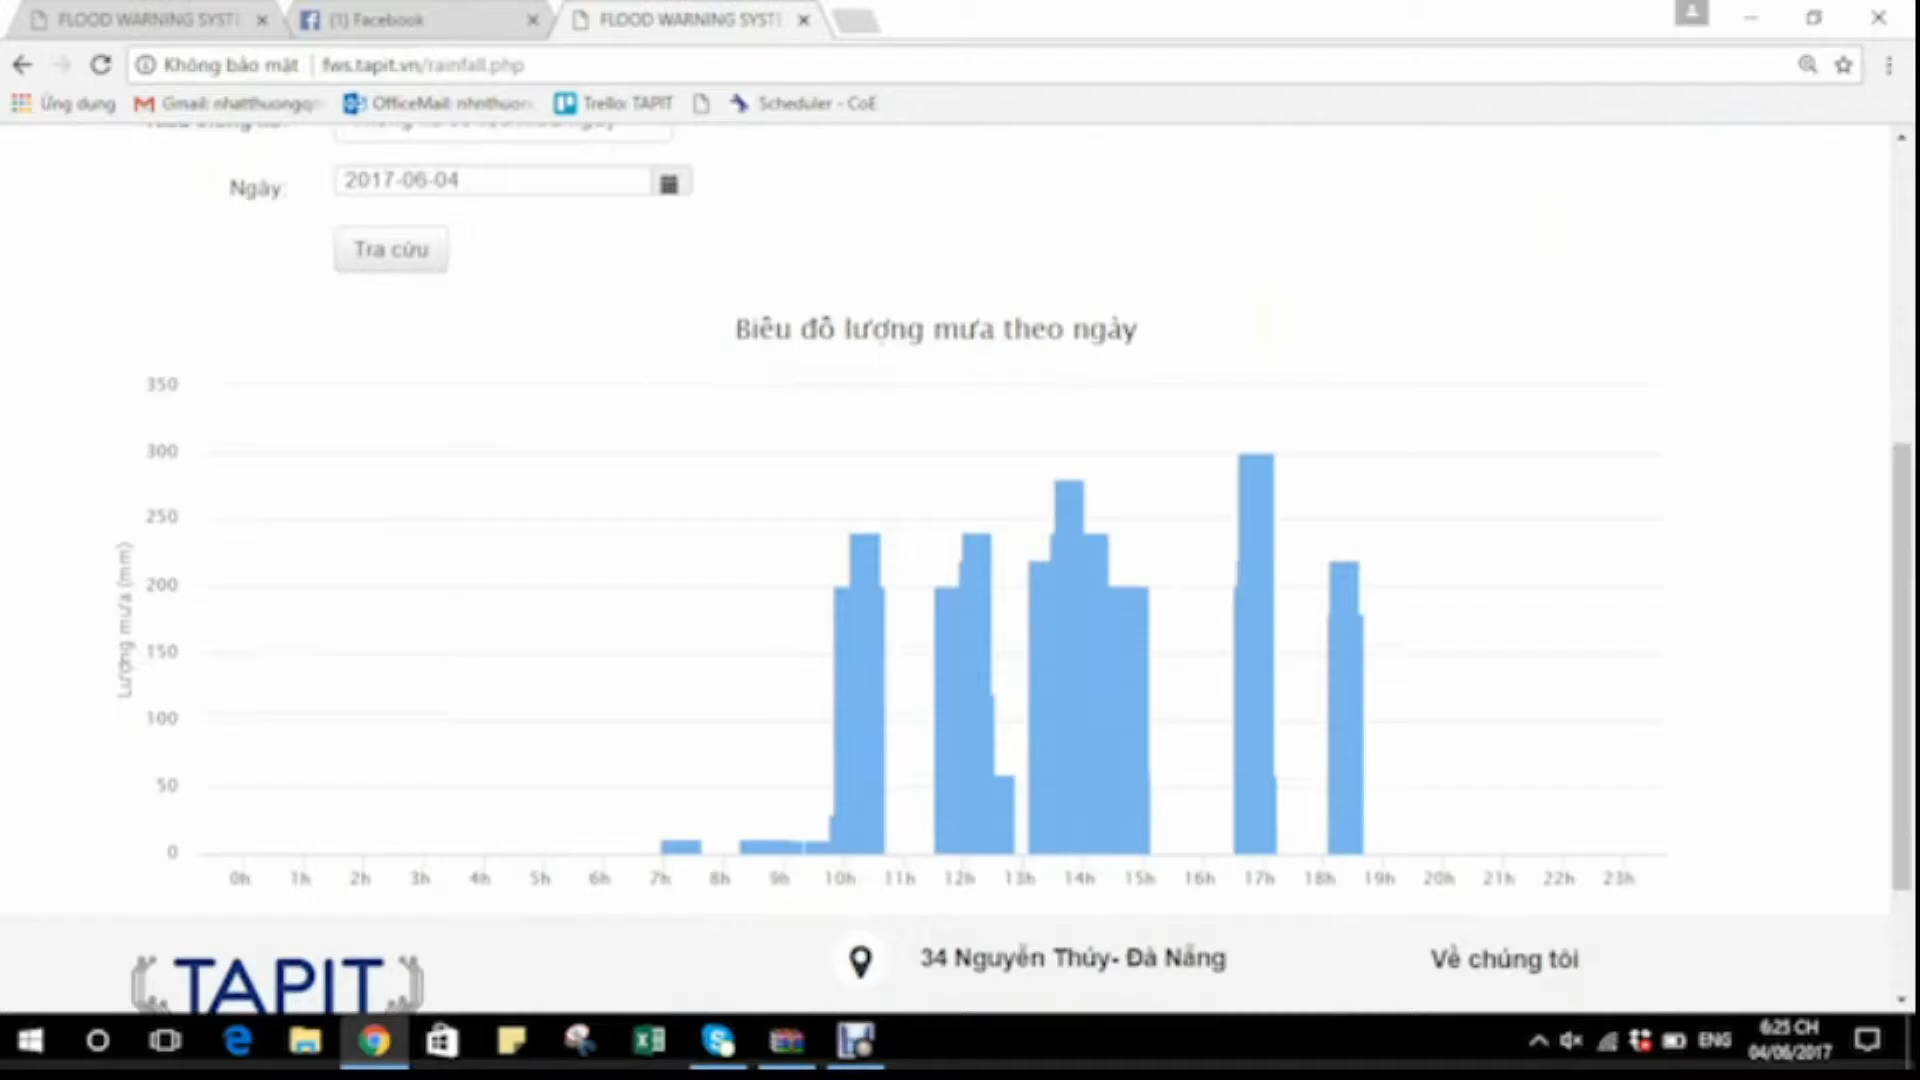 FLOOD WARNING SYST
(1) Facebook
FLOOD WARNING SYST
Không bảo mật
fws.tapit.vn/rainfall.php
Ứng dụng
Gmail: nhatthuongq
OfficeMail: nhnthuon
Trello: TAPIT
Scheduler - CoE
Ngày:
2017-06-04
Tra cứu
Biểu đồ lượng mưa theo ngày
350
300
250
200
150
100
50
0
Lượng mưa (mm)
0h 1h 2h 3h 4h 5h 6h 7h 8h 9h 10h 11h 12h 13h 14h 15h 16h 17h 18h 19h 20h 21h 22h 23h
TAPIT
34 Nguyễn Thúy- Đà Nẵng
Về chúng tôi
ENG
6:25 CH
04/06/2017